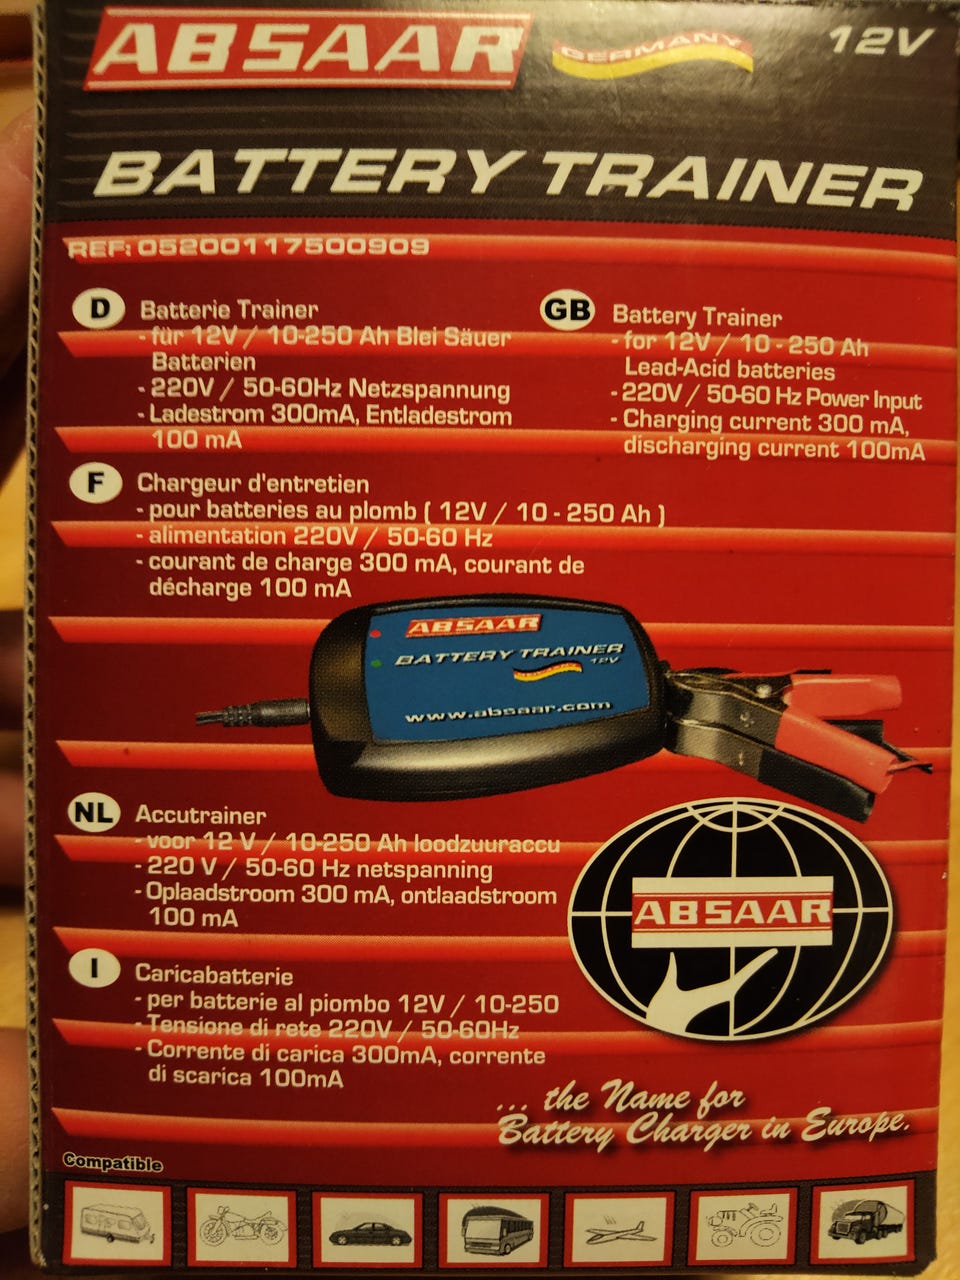 ABSAAR
GERMANY
12V
BATTERY TRAINER
REF: 05200117500909
D
Batterie Trainer
- für 12V / 10-250 Ah Blei Säuer
Batterien
- 220V / 50-60Hz Netzspannung
- Ladestrom 300mA, Entladestrom
100 mA
GB
Battery Trainer
- for 12V / 10 - 250 Ah
Lead-Acid batteries
- 220V / 50-60 Hz Power Input
- Charging current 300 mA,
discharging current 100mA
F
Chargeur d'entretien
- pour batteries au plomb ( 12V / 10 - 250 Ah )
- alimentation 220V / 50-60 Hz
- courant de charge 300 mA, courant de
décharge 100 mA
ABSAAR
BATTERY TRAINER
GERMANY
12V
www.absaar.com
NL
Accutrainer
- voor 12 V / 10-250 Ah loodzuuraccu
- 220 V / 50-60 Hz netspanning
- Oplaadstroom 300 mA, ontlaadstroom
100 mA
ABSAAR
I
Caricabatterie
- per batterie al piombo 12V / 10-250
- Tensione di rete 220V / 50-60Hz
- Corrente di carica 300mA, corrente
di scarica 100mA
... the Name for
Battery Charger in Europe.
Compatible